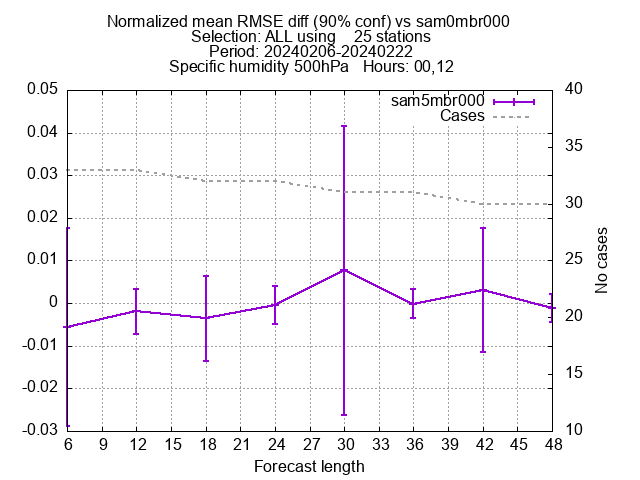 Normalized mean RMSE diff (90% conf) vs sam0mbr000
Selection: ALL using    25 stations
Period: 20240206-20240222
Specific humidity 500hPa   Hours: 00,12
sam5mbr000
Cases
0.05
0.04
0.03
0.02
0.01
0
-0.01
-0.02
-0.03
40
35
30
25
20
15
10
No cases
6 9 12 15 18 21 24 27 30 33 36 39 42 45 48
Forecast length